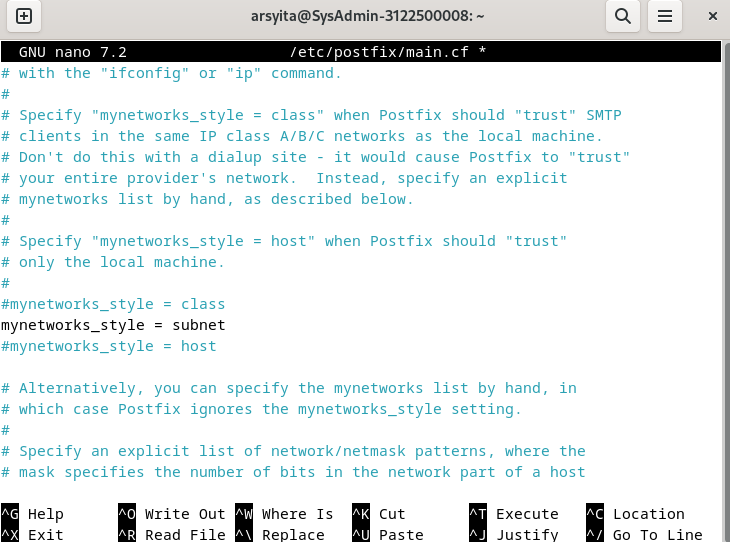 arsyita@SysAdmin-3122500008: ~
GNU nano 7.2 /etc/postfix/main.cf *
# with the "ifconfig" or "ip" command.
#
# Specify "mynetworks_style = class" when Postfix should "trust" SMTP
# clients in the same IP class A/B/C networks as the local machine.
# Don't do this with a dialup site - it would cause Postfix to "trust"
# your entire provider's network.  Instead, specify an explicit
# mynetworks list by hand, as described below.
#
# Specify "mynetworks_style = host" when Postfix should "trust"
# only the local machine.
#
#mynetworks_style = class
mynetworks_style = subnet
#mynetworks_style = host
# Alternatively, you can specify the mynetworks list by hand, in
# which case Postfix ignores the mynetworks_style setting.
#
# Specify an explicit list of network/netmask patterns, where the
# mask specifies the number of bits in the network part of a host
^G Help ^O Write Out ^W Where Is ^K Cut ^T Execute ^C Location
^X Exit ^R Read File ^\ Replace ^U Paste ^J Justify ^/ Go To Line